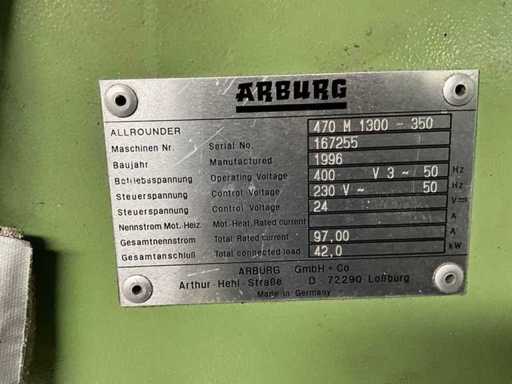 ARBURG
ALLROUNDER 470 M 1300 - 350
Maschinen Nr. Serial No. 167255
Baujahr Manufactured 1996
Betriebsspannung Operating Voltage 400 V 3 ~ 50 Hz
Steuerspannung Control Voltage 230 V ~ 50 Hz
Steuerspannung Control Voltage 24 V=
Nennstrom Mot.-Heiz. Mot.-Heat.Rated current A
Gesamtnennstrom Total Rated current 97,00 A
Gesamtanschluß Total connected load 42,0 kW
ARBURG GmbH + Co
Arthur-Hehl-Straße D-72290 Loßburg
Made in Germany